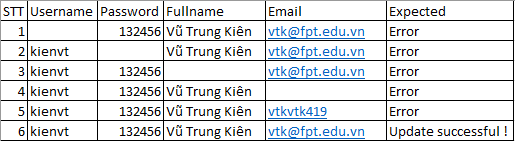 STT Username Password Fullname Email Expected
1 132456 Vũ Trung Kiên vtk@fpt.edu.vn Error
2 kienvt Vũ Trung Kiên vtk@fpt.edu.vn Error
3 kienvt 132456 vtk@fpt.edu.vn Error
4 kienvt 132456 Vũ Trung Kiên Error
5 kienvt 132456 Vũ Trung Kiên vtkvtk419 Error
6 kienvt 132456 Vũ Trung Kiên vtk@fpt.edu.vn Update successful !